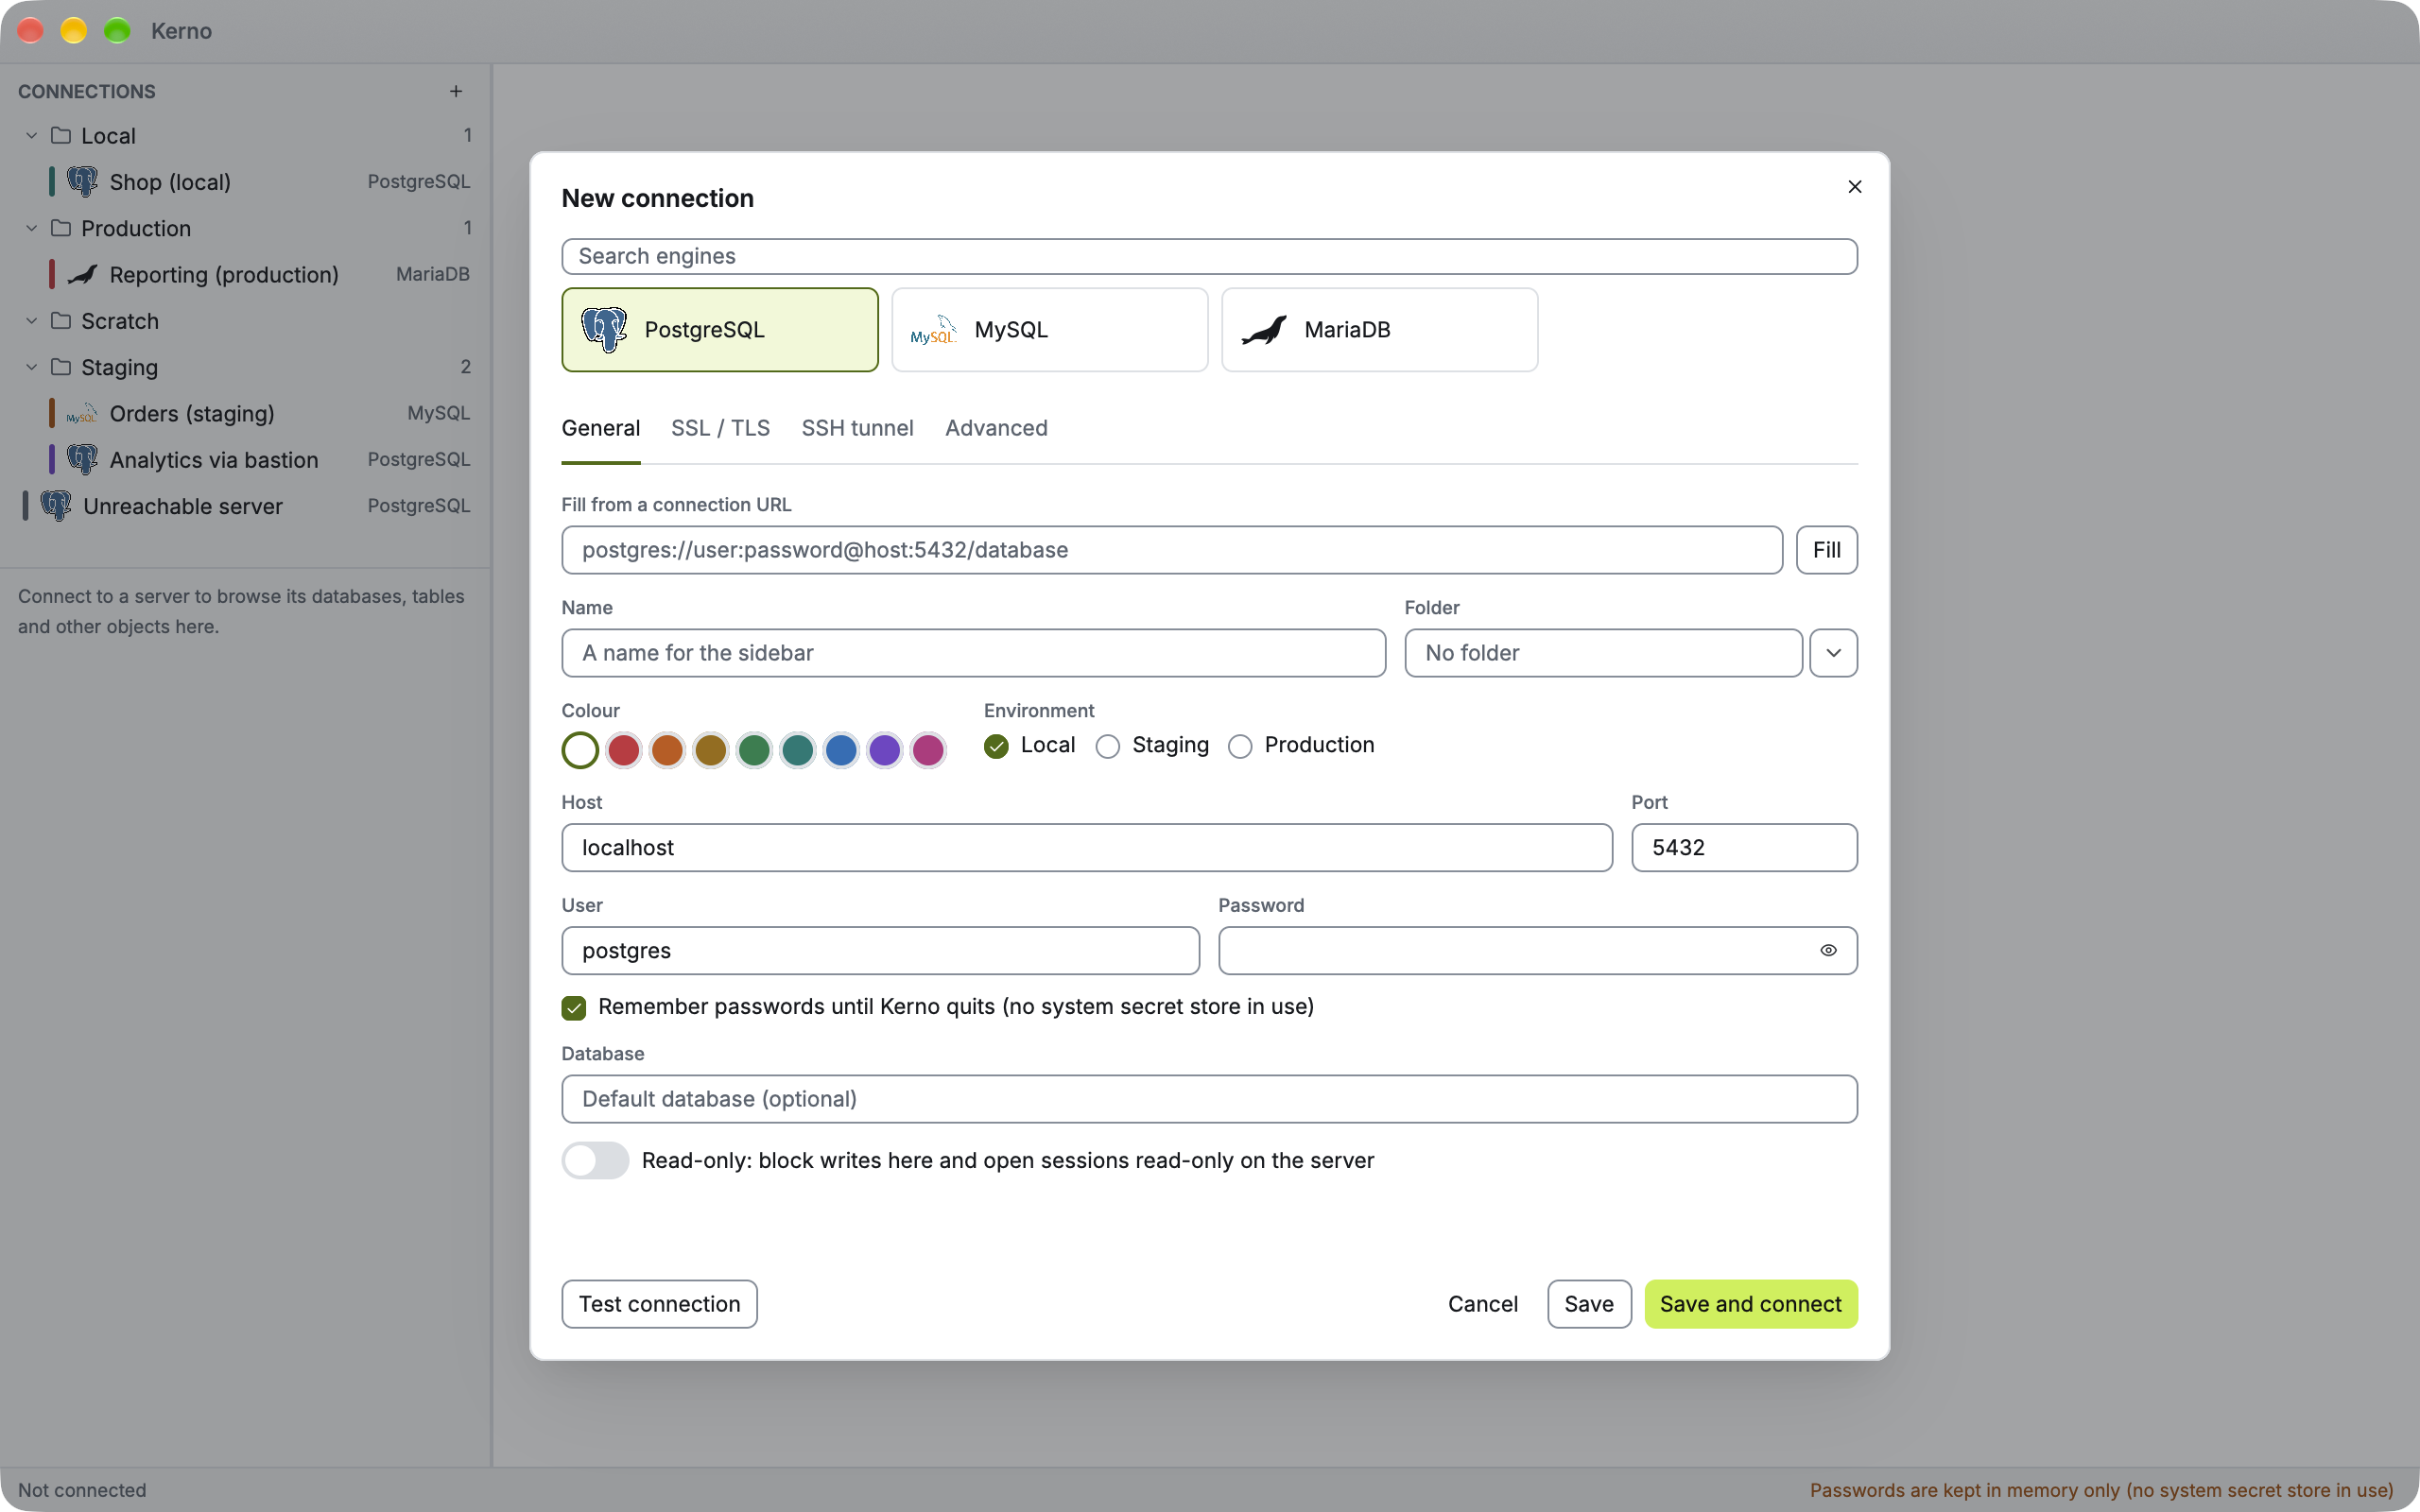 Kerno
CONNECTIONS
Local 1
Shop (local) PostgreSQL
Production 1
Reporting (production) MariaDB
Scratch
Staging 2
MySQL Orders (staging) MySQL
Analytics via bastion PostgreSQL
Unreachable server PostgreSQL
Connect to a server to browse its databases, tables
and other objects here.
New connection
Search engines
PostgreSQL
MySQL MySQL
MariaDB
General SSL / TLS SSH tunnel Advanced
Fill from a connection URL
postgres://user:password@host:5432/database Fill
Name Folder
A name for the sidebar No folder
Colour Environment
Local Staging Production
Host Port
localhost 5432
User Password
postgres
Remember passwords until Kerno quits (no system secret store in use)
Database
Default database (optional)
Read-only: block writes here and open sessions read-only on the server
Test connection Cancel Save Save and connect
Not connected Passwords are kept in memory only (no system secret store in use)